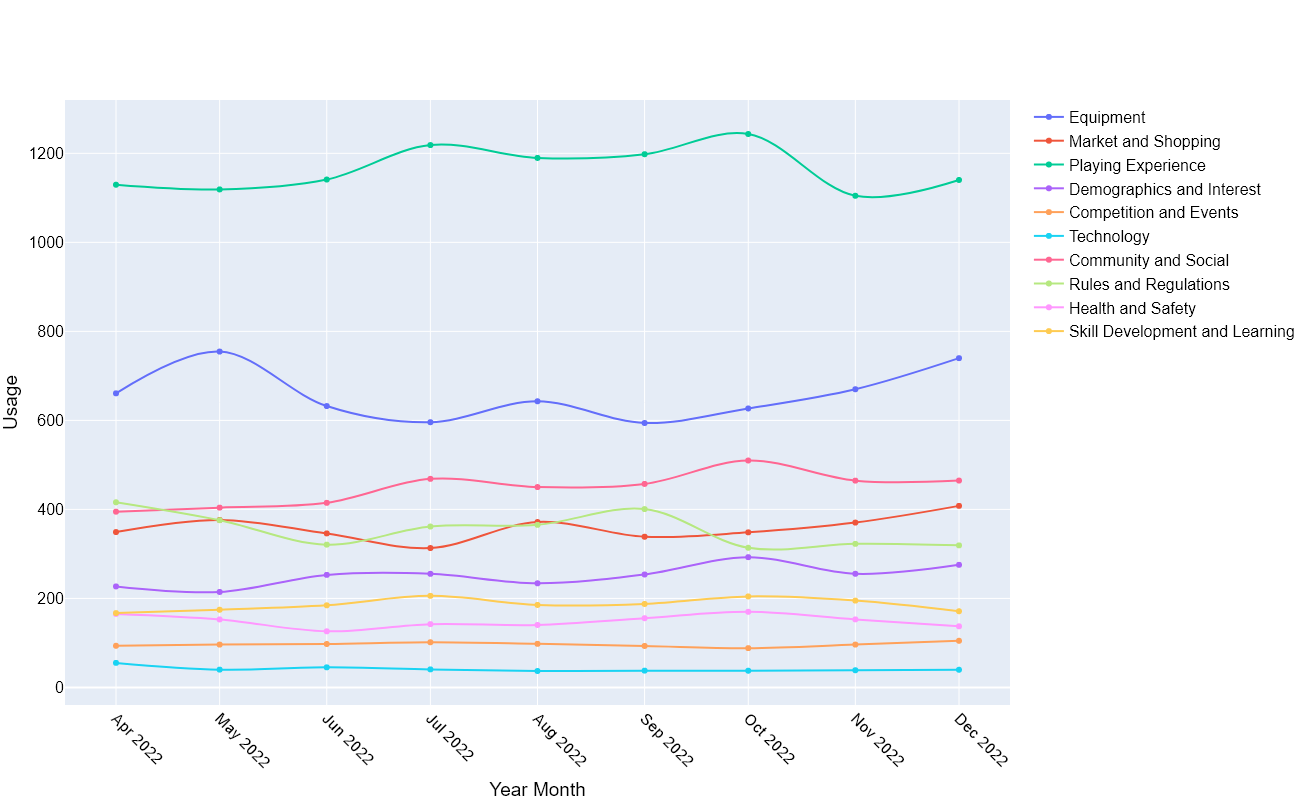 Equipment
Market and Shopping
Playing Experience
Demographics and Interest
Competition and Events
Technology
Community and Social
Rules and Regulations
Health and Safety
Skill Development and Learning
1200
1000
800
600
400
200
0
Usage
Apr 2022
May 2022
Jun 2022
Jul 2022
Aug 2022
Sep 2022
Oct 2022
Nov 2022
Dec 2022
Year Month